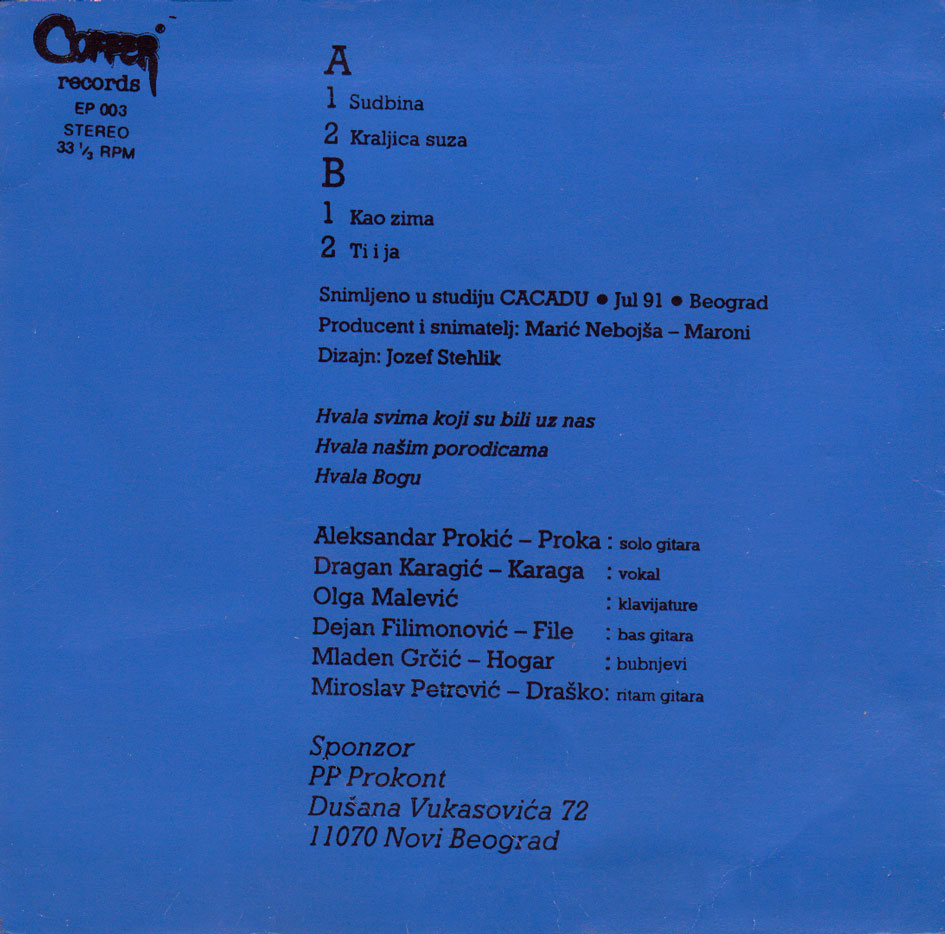 Copper
records
EP 003
STEREO
33 ⅓ RPM
A
1 Sudbina
2 Kraljica suza
B
1 Kao zima
2 Ti i ja
Snimljeno u studiju CACADU ● Jul 91 ● Beograd
Producent i snimatelj: Marić Nebojša – Maroni
Dizajn: Jozef Stehlik
Hvala svima koji su bili uz nas
Hvala našim porodicama
Hvala Bogu
Aleksandar Prokić – Proka : solo gitara
Dragan Karagić – Karaga : vokal
Olga Malević : klavijature
Dejan Filimonović – File : bas gitara
Mladen Grčić – Hogar : bubnjevi
Miroslav Petrović – Draško: ritam gitara
Sponzor
PP Prokont
Dušana Vukasovića 72
11070 Novi Beograd